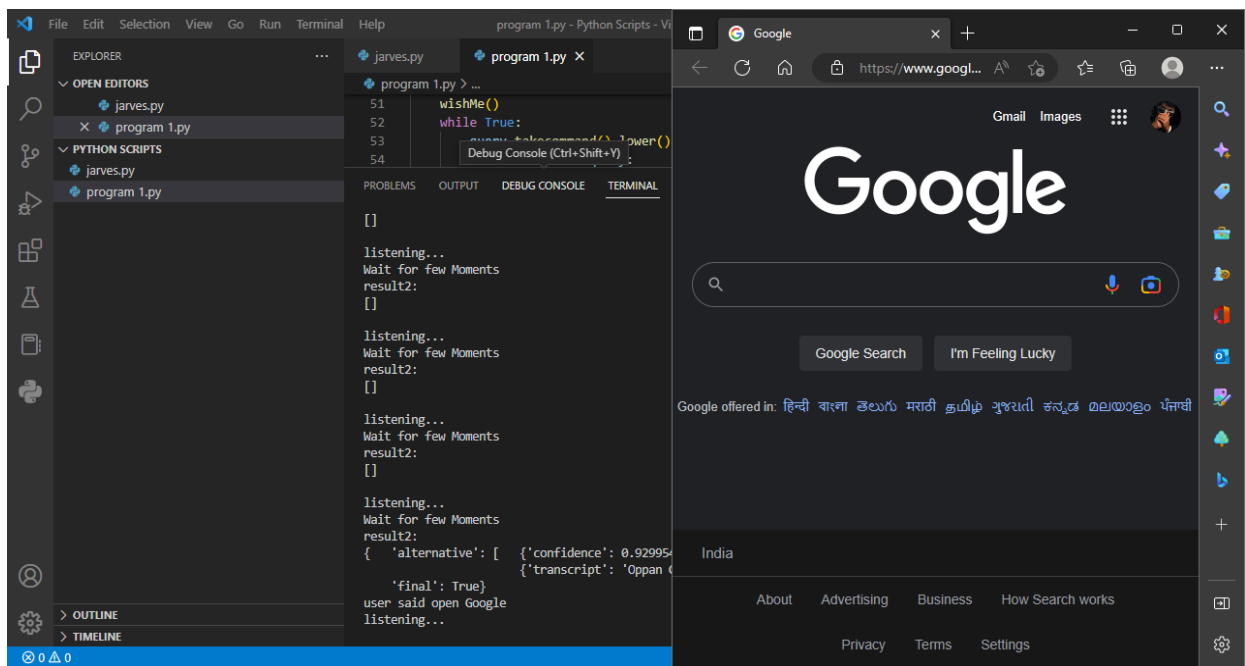 File Edit Selection View Go Run Terminal Help program 1.py - Python Scripts - Vi
EXPLORER
OPEN EDITORS
jarves.py
program 1.py
PYTHON SCRIPTS
jarves.py
program 1.py
OUTLINE
TIMELINE
0 0
jarves.py program 1.py
program 1.py > ...
51 wishMe()
52 while True:
53 query takecommand() lower()
54 :
Debug Console (Ctrl+Shift+Y)
PROBLEMS OUTPUT DEBUG CONSOLE TERMINAL
[]
listening...
Wait for few Moments
result2:
[]
listening...
Wait for few Moments
result2:
[]
listening...
Wait for few Moments
result2:
[]
listening...
Wait for few Moments
result2:
{ 'alternative': [ {'confidence': 0.929954
{'transcript': 'Oppan
'final': True}
user said open Google
listening...
Google
https://www.googl...
Gmail Images
Google
Google Search I'm Feeling Lucky
Google offered in: हिन्दी বাংলা తెలుగు मराठी தமிழ் ગુજરાતી ಕನ್ನಡ മലയാളം ਪੰਜਾਬੀ
India
About Advertising Business How Search works
Privacy Terms Settings